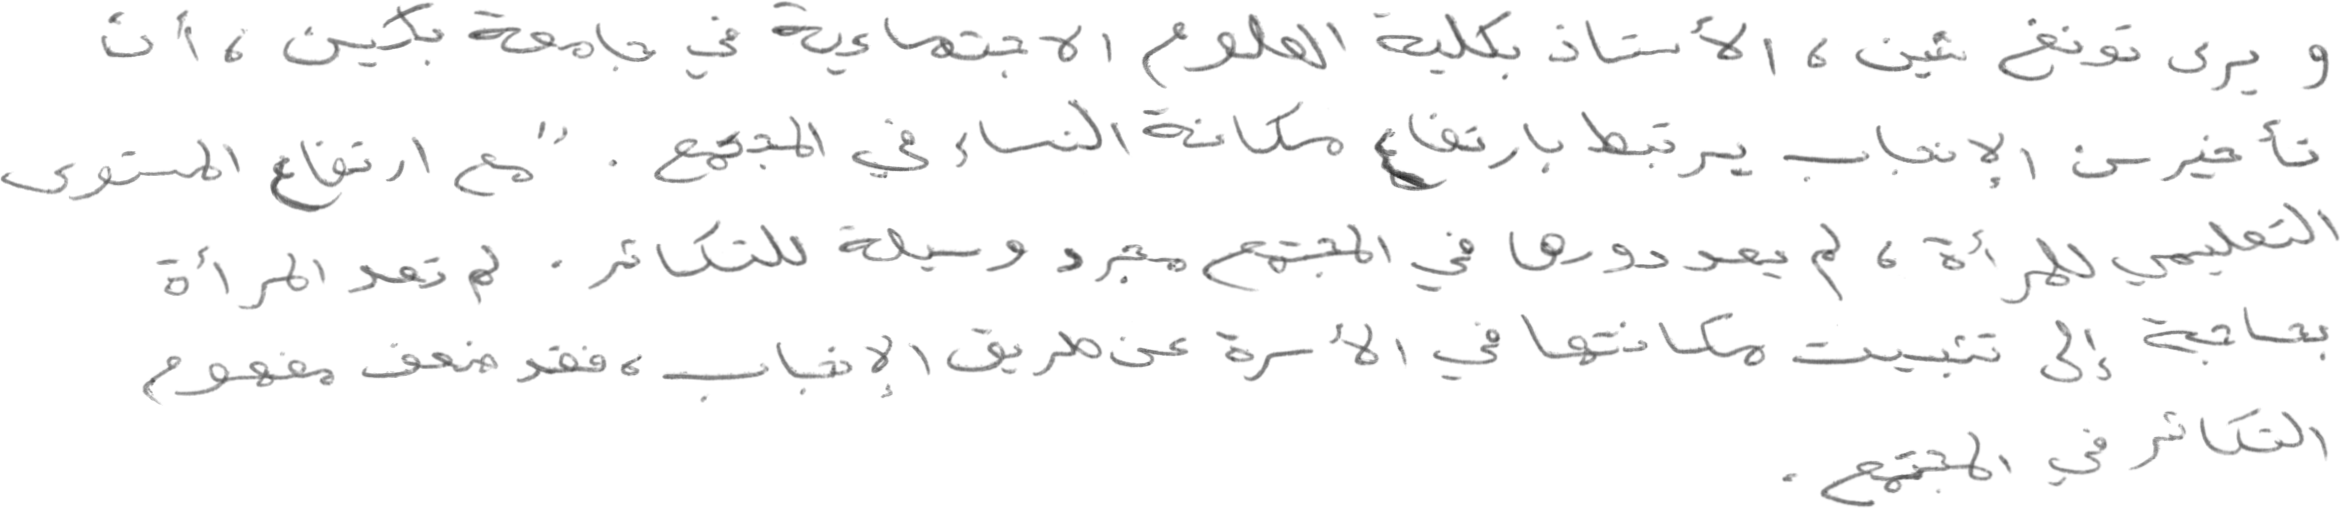 ويرى تونغ شين، الأستاذ بكلية العلوم الاجتماعية في جامعة بكين، أن
تأخير سن الإنجاب يرتبط بارتفاع مكانة النساء في المجتمع. "مع ارتفاع المستوى
التعليمي للمرأة، لم يعد دورها في المجتمع مجرد وسيلة للتكاثر. لم تعد المرأة
بحاجة إلى تثبيت مكانتها في الأسرة عن طريق الإنجاب، فقد ضعف مفهوم
التكاثر في المجتمع.